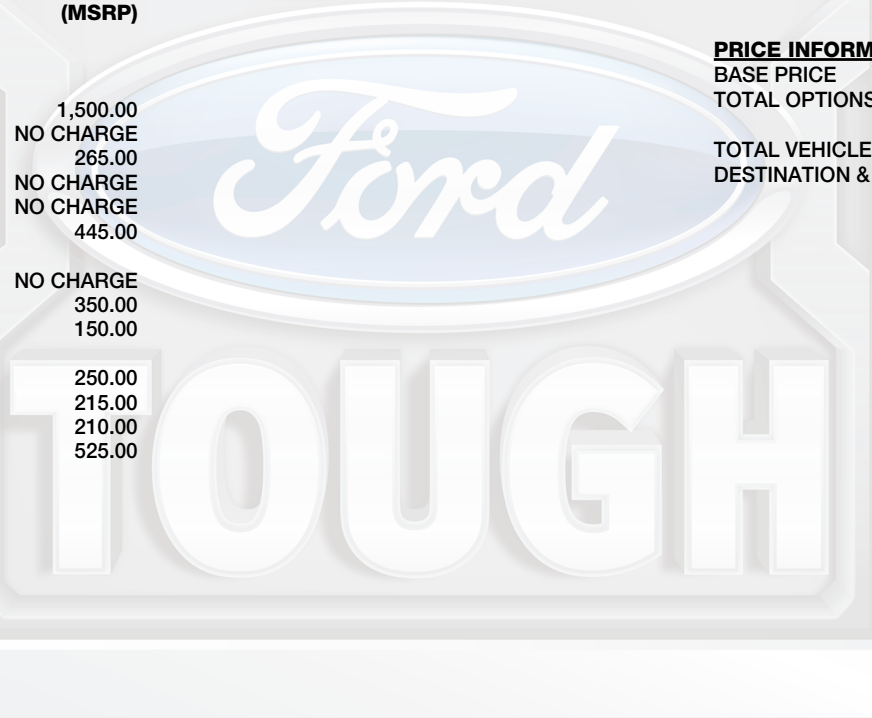 (MSRP)
1,500.00
NO CHARGE
265.00
NO CHARGE
NO CHARGE
445.00
NO CHARGE
350.00
150.00
250.00
215.00
210.00
525.00
PRICE INFORM
BASE PRICE
TOTAL OPTIONS
TOTAL VEHICLE
DESTINATION &
Ford
TOUGH